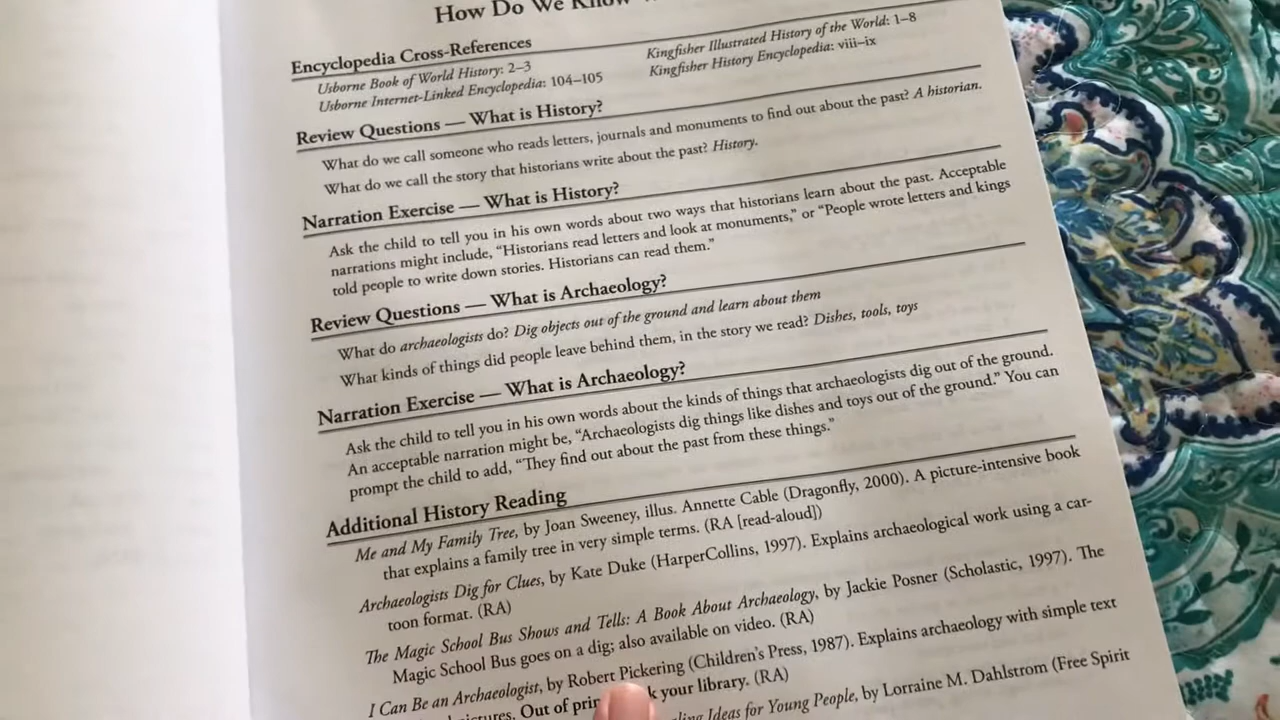 How Do We Know
Encyclopedia Cross-References
Usborne Book of World History: 2–3
Usborne Internet-Linked Encyclopedia: 104–105
Kingfisher Illustrated History of the World: 1–8
Kingfisher History Encyclopedia: viii–ix
Review Questions — What is History?
What do we call someone who reads letters, journals and monuments to find out about the past? A historian.
What do we call the story that historians write about the past? History.
Narration Exercise — What is History?
Ask the child to tell you in his own words about two ways that historians learn about the past. Acceptable
narrations might include, “Historians read letters and look at monuments,” or “People wrote letters and kings
told people to write down stories. Historians can read them.”
Review Questions — What is Archaeology?
What do archaeologists do? Dig objects out of the ground and learn about them
What kinds of things did people leave behind them, in the story we read? Dishes, tools, toys
Narration Exercise — What is Archaeology?
Ask the child to tell you in his own words about the kinds of things that archaeologists dig out of the ground.
An acceptable narration might be, “Archaeologists dig things like dishes and toys out of the ground.” You can
prompt the child to add, “They find out about the past from these things.”
Additional History Reading
Me and My Family Tree, by Joan Sweeney, illus. Annette Cable (Dragonfly, 2000). A picture-intensive book
that explains a family tree in very simple terms. (RA [read-aloud])
Archaeologists Dig for Clues, by Kate Duke (HarperCollins, 1997). Explains archaeological work using a car-
toon format. (RA)
The Magic School Bus Shows and Tells: A Book About Archaeology, by Jackie Posner (Scholastic, 1997). The
Magic School Bus goes on a dig; also available on video. (RA)
I Can Be an Archaeologist, by Robert Pickering (Children’s Press, 1987). Explains archaeology with simple text
Out of your library. (RA)
Ideas for Young People, by Lorraine M. Dahlstrom (Free Spirit